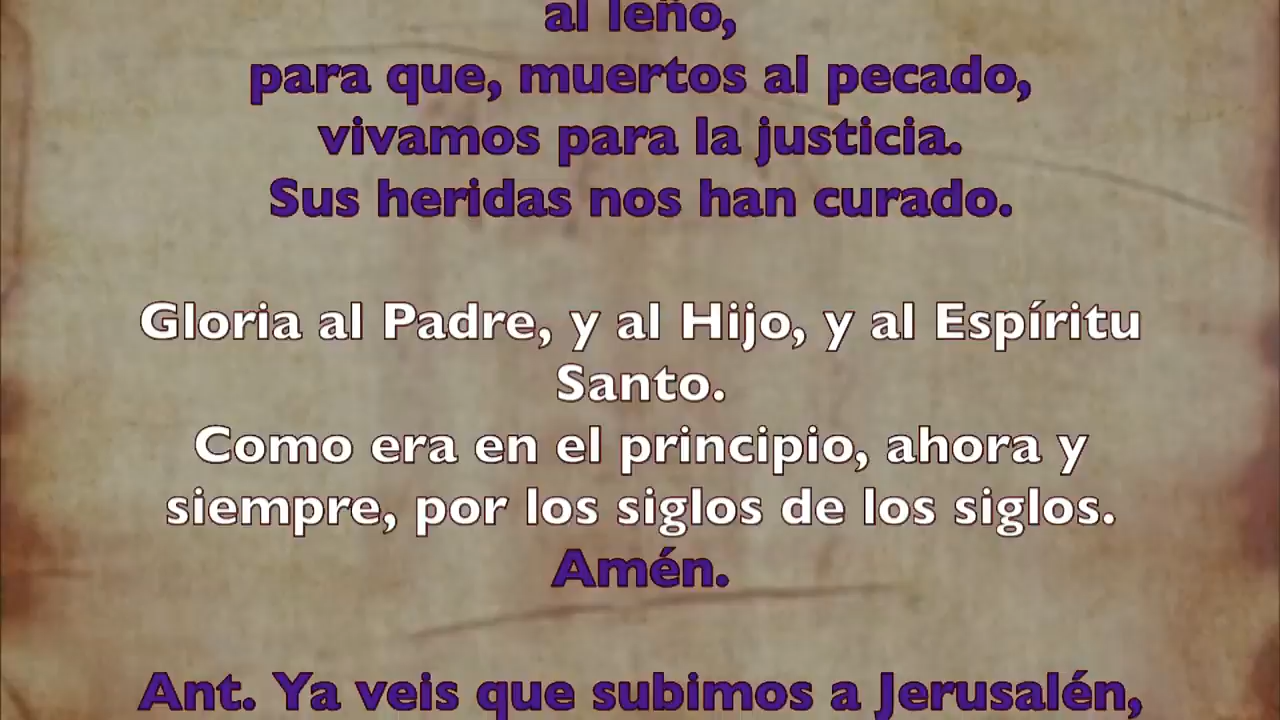 al leño,
para que, muertos al pecado,
vivamos para la justicia.
Sus heridas nos han curado.
Gloria al Padre, y al Hijo, y al Espíritu
Santo.
Como era en el principio, ahora y
siempre, por los siglos de los siglos.
Amén.
Ant. Ya veis que subimos a Jerusalén,